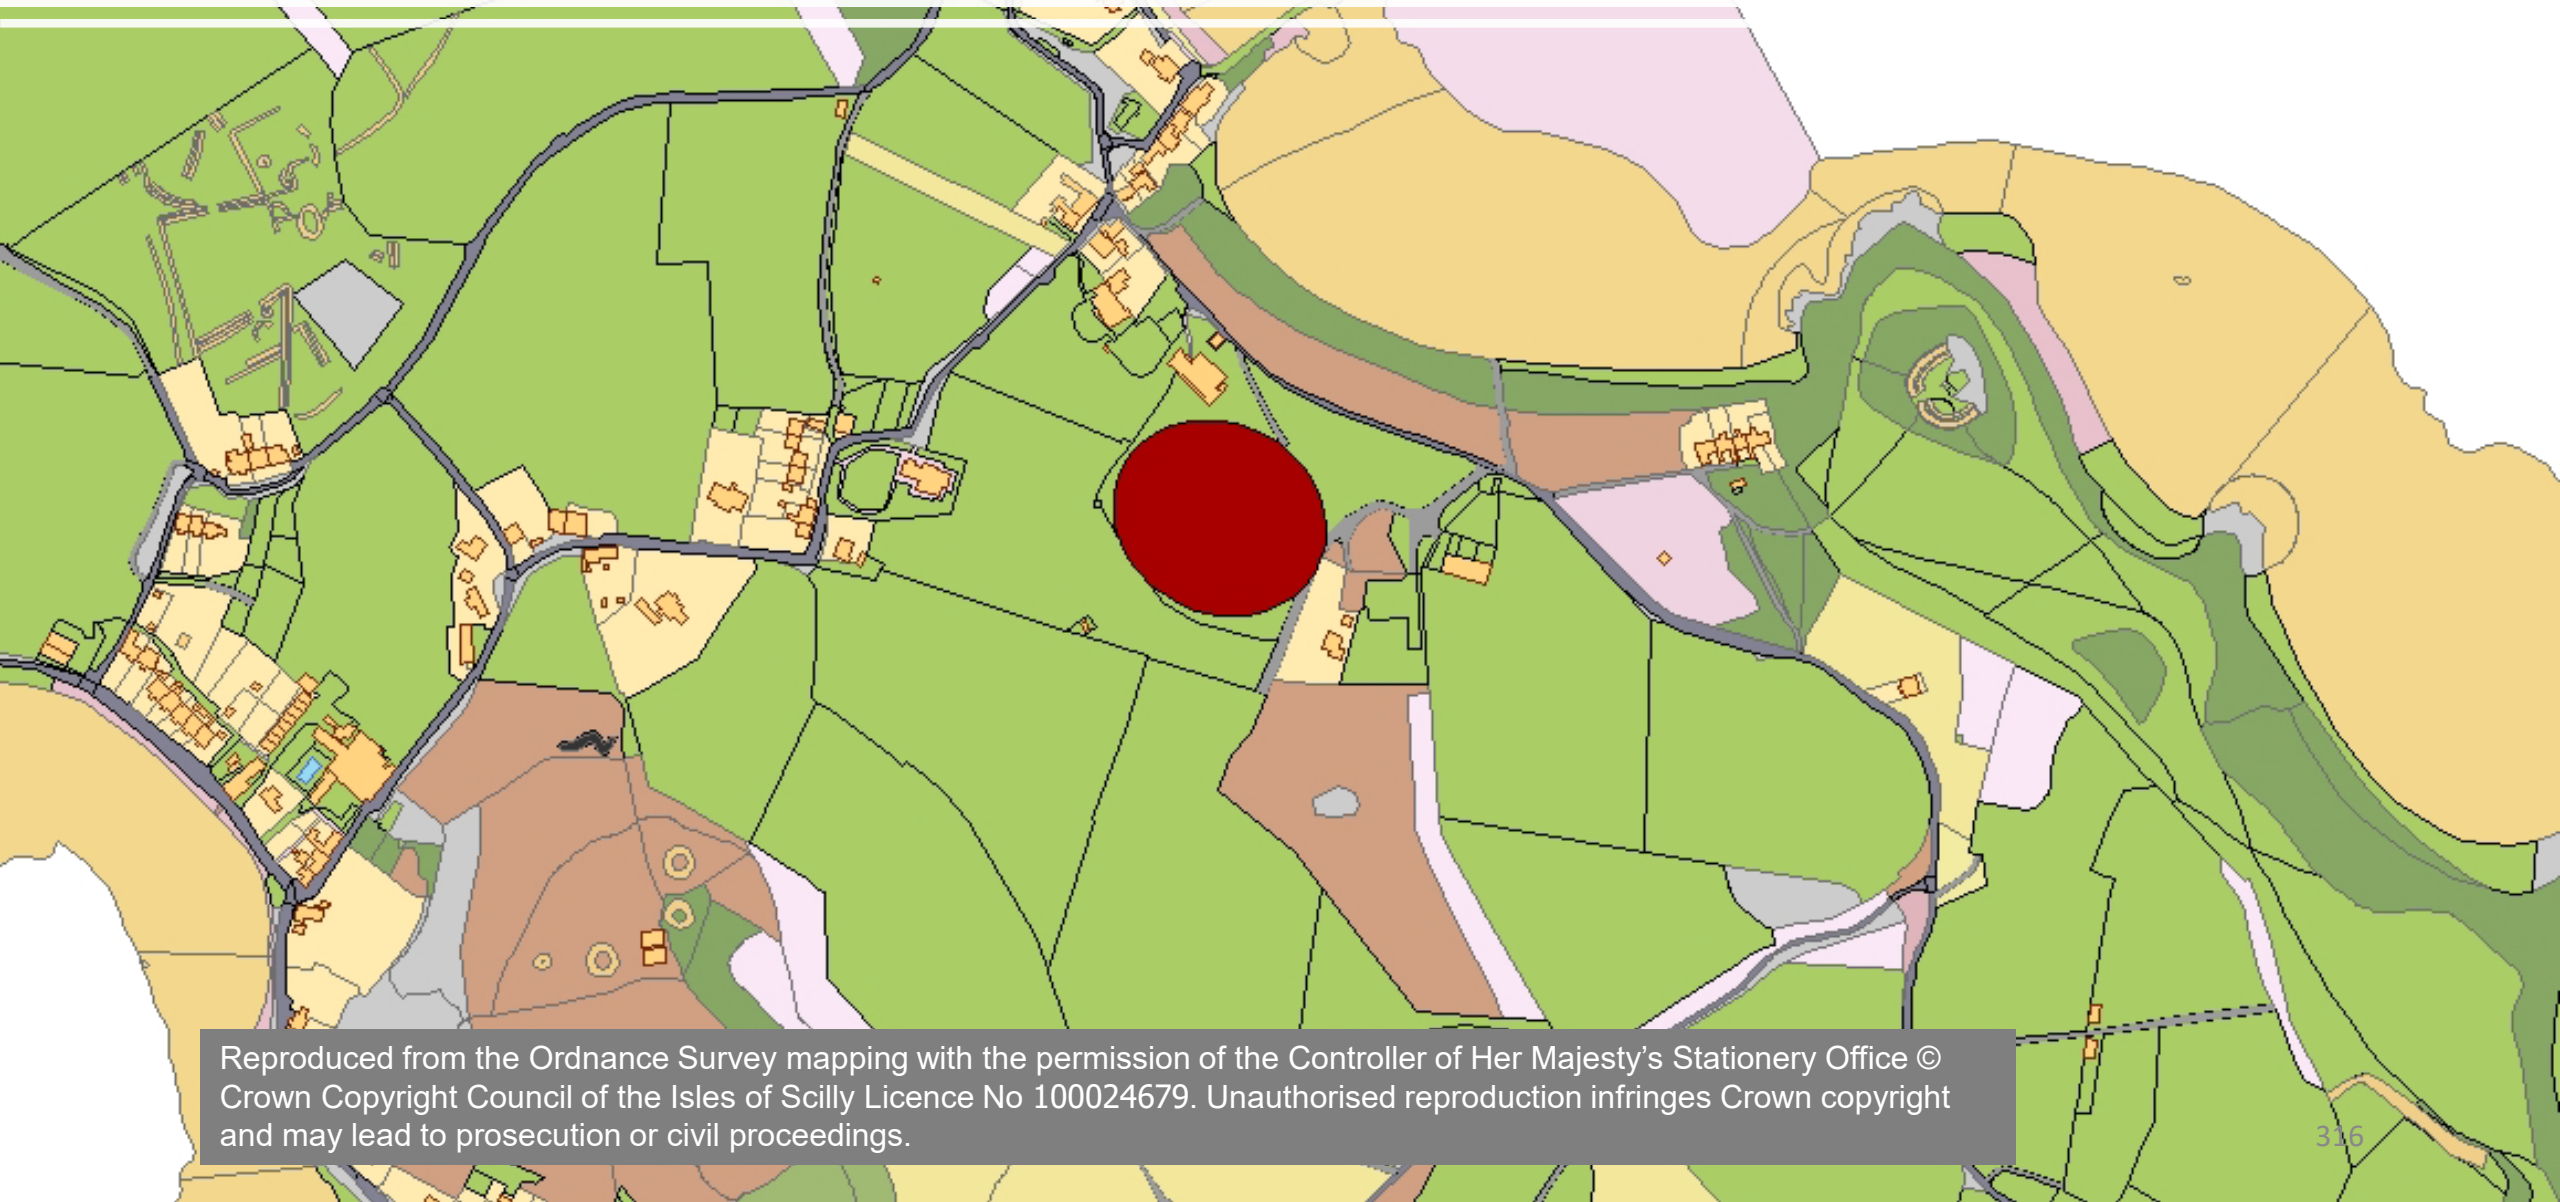 Reproduced from the Ordnance Survey mapping with the permission of the Controller of Her Majesty’s Stationery Office ©
Crown Copyright Council of the Isles of Scilly Licence No 100024679. Unauthorised reproduction infringes Crown copyright
and may lead to prosecution or civil proceedings.
316